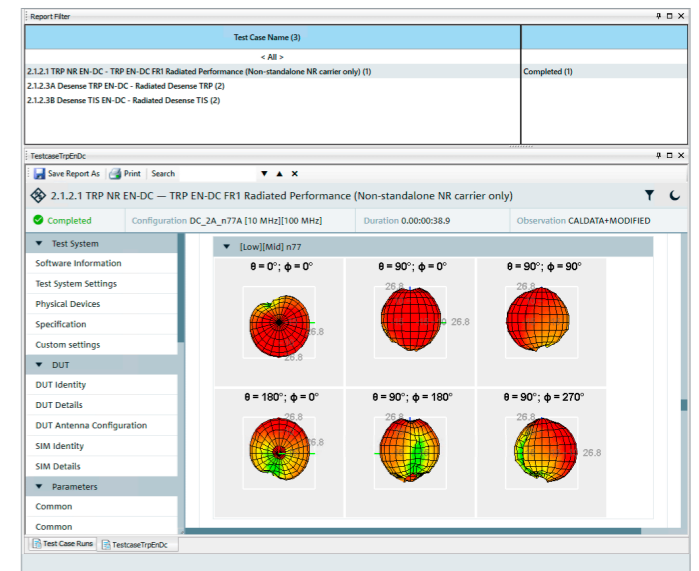 Report Filter
Test Case Name (3)
< All >
2.1.2.1 TRP NR EN-DC - TRP EN-DC FR1 Radiated Performance (Non-standalone NR carrier only) (1) Completed (1)
2.1.2.3A Desense TRP EN-DC - Radiated Desense TRP (2)
2.1.2.3B Desense TIS EN-DC - Radiated Desense TIS (2)
TestcaseTrpEnDc
Save Report As Print Search
2.1.2.1 TRP NR EN-DC — TRP EN-DC FR1 Radiated Performance (Non-standalone NR carrier only)
Completed Configuration DC_2A_n77A [10 MHz][100 MHz] Duration 0.00:00:38.9 Observation CALDATA+MODIFIED
Test System
Software Information
Test System Settings
Physical Devices
Specification
Custom settings
DUT
DUT Identity
DUT Details
DUT Antenna Configuration
SIM Identity
SIM Details
Parameters
Common
Common
[Low][Mid] n77
θ = 0°; ϕ = 0° θ = 90°; ϕ = 0° θ = 90°; ϕ = 90°
26.8 26.8
26.8
26.8
θ = 180°; ϕ = 0° θ = 90°; ϕ = 180° θ = 90°; ϕ = 270°
26.8 26.8 26.8
26.8
Test Case Runs TestcaseTrpEnDc